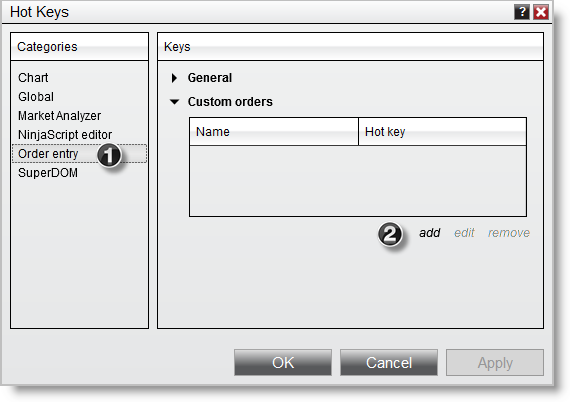 Hot Keys
?
Categories
Keys
Chart
Global
Market Analyzer
NinjaScript editor
Order entry
1
SuperDOM
General
Custom orders
Name Hot key
2 add edit remove
OK Cancel Apply